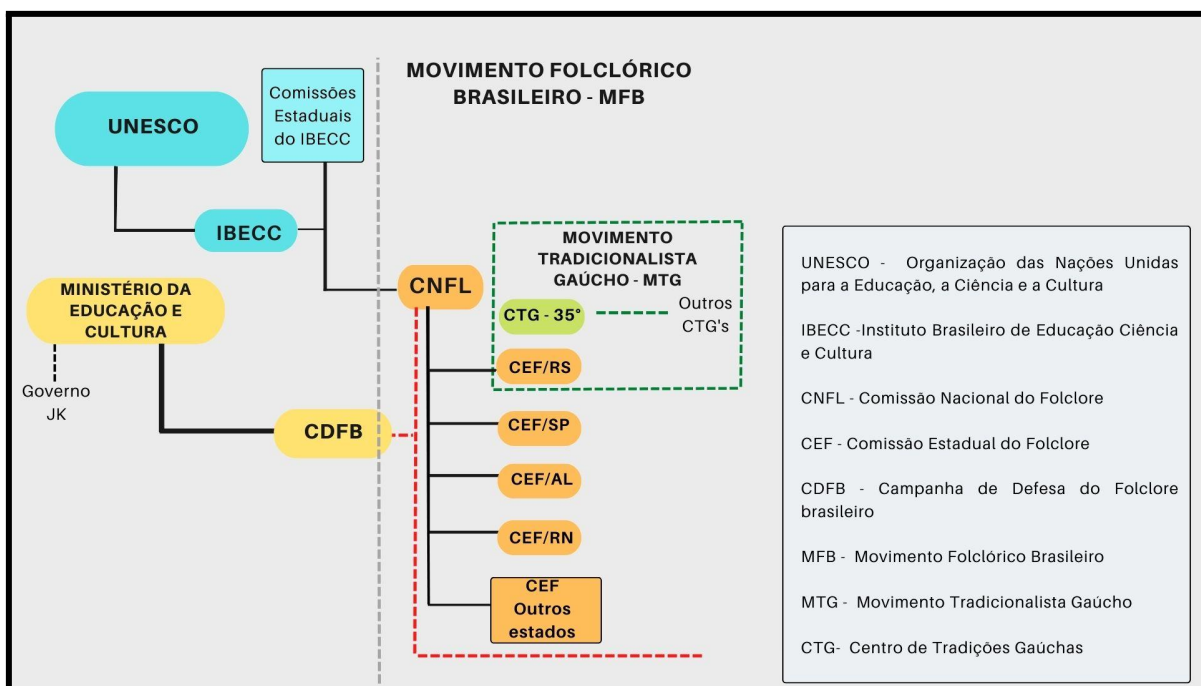 MOVIMENTO FOLCLÓRICO
BRASILEIRO - MFB
Comissões
Estaduais
do IBECC
UNESCO
IBECC
MINISTÉRIO DA
EDUCAÇÃO E
CULTURA
Governo
JK
CDFB
CNFL
MOVIMENTO
TRADICIONALISTA
GAÚCHO - MTG
CTG - 35°
Outros
CTG's
CEF/RS
CEF/SP
CEF/AL
CEF/RN
CEF
Outros
estados
UNESCO - Organização das Nações Unidas
para a Educação, a Ciência e a Cultura
IBECC -Instituto Brasileiro de Educação Ciência
e Cultura
CNFL - Comissão Nacional do Folclore
CEF - Comissão Estadual do Folclore
CDFB - Campanha de Defesa do Folclore
brasileiro
MFB - Movimento Folclórico Brasileiro
MTG - Movimento Tradicionalista Gaúcho
CTG- Centro de Tradições Gaúchas